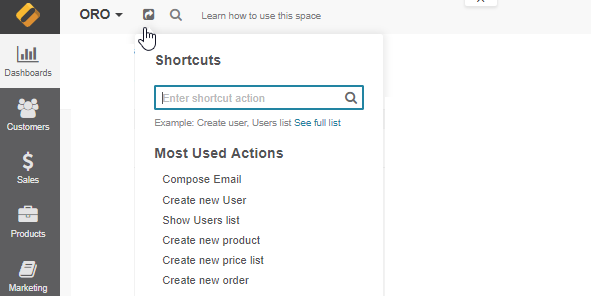 ORO
Learn how to use this space
Dashboards
Customers
Sales
Products
Marketing
Shortcuts
Enter shortcut action
Example: Create user, Users list See full list
Most Used Actions
Compose Email
Create new User
Show Users list
Create new product
Create new price list
Create new order